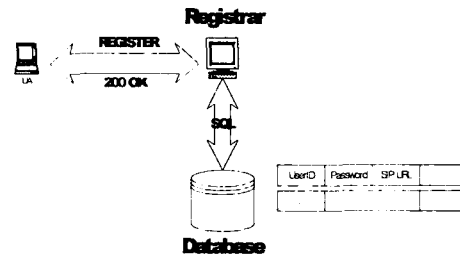 Registrar
REGISTER
UA
200 OK
SQL
UserID Password SIP URL
Database